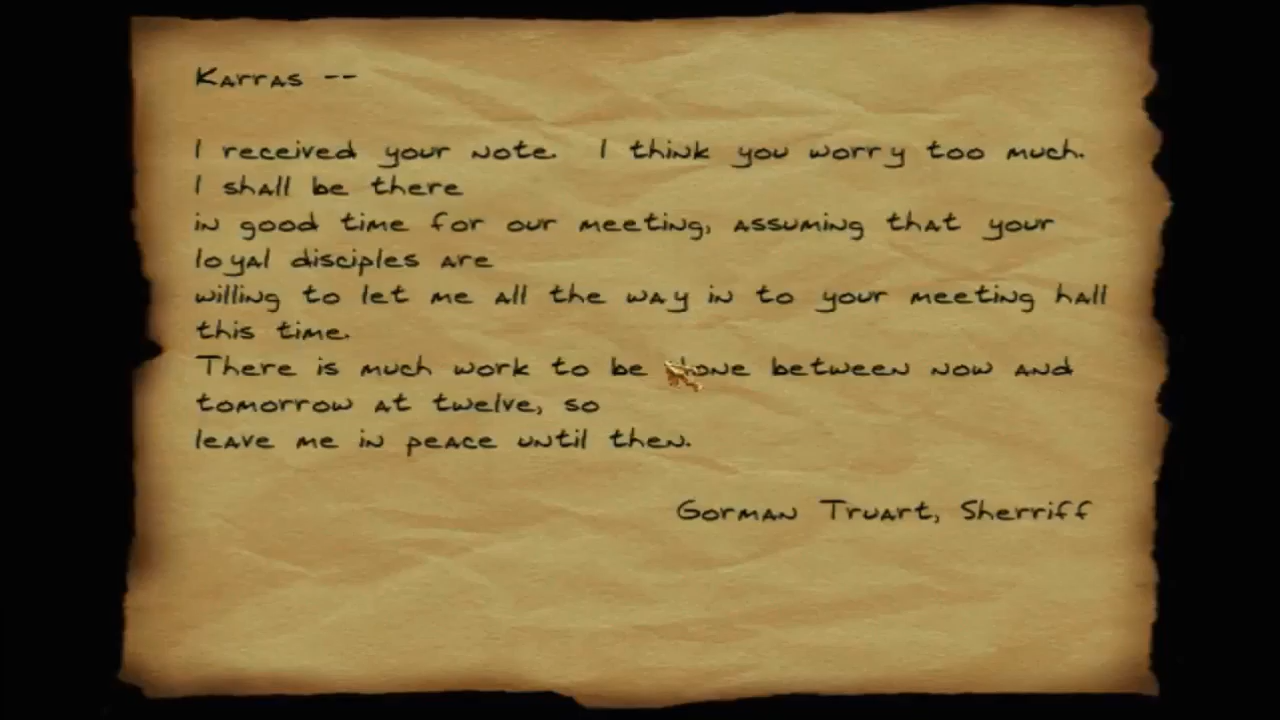 Karras --
I received your note. I think you worry too much.
I shall be there
in good time for our meeting, assuming that your
loyal disciples are
willing to let me all the way in to your meeting hall
this time.
There is much work to be done between now and
tomorrow at twelve, so
leave me in peace until then.
Gorman Truart, Sherriff